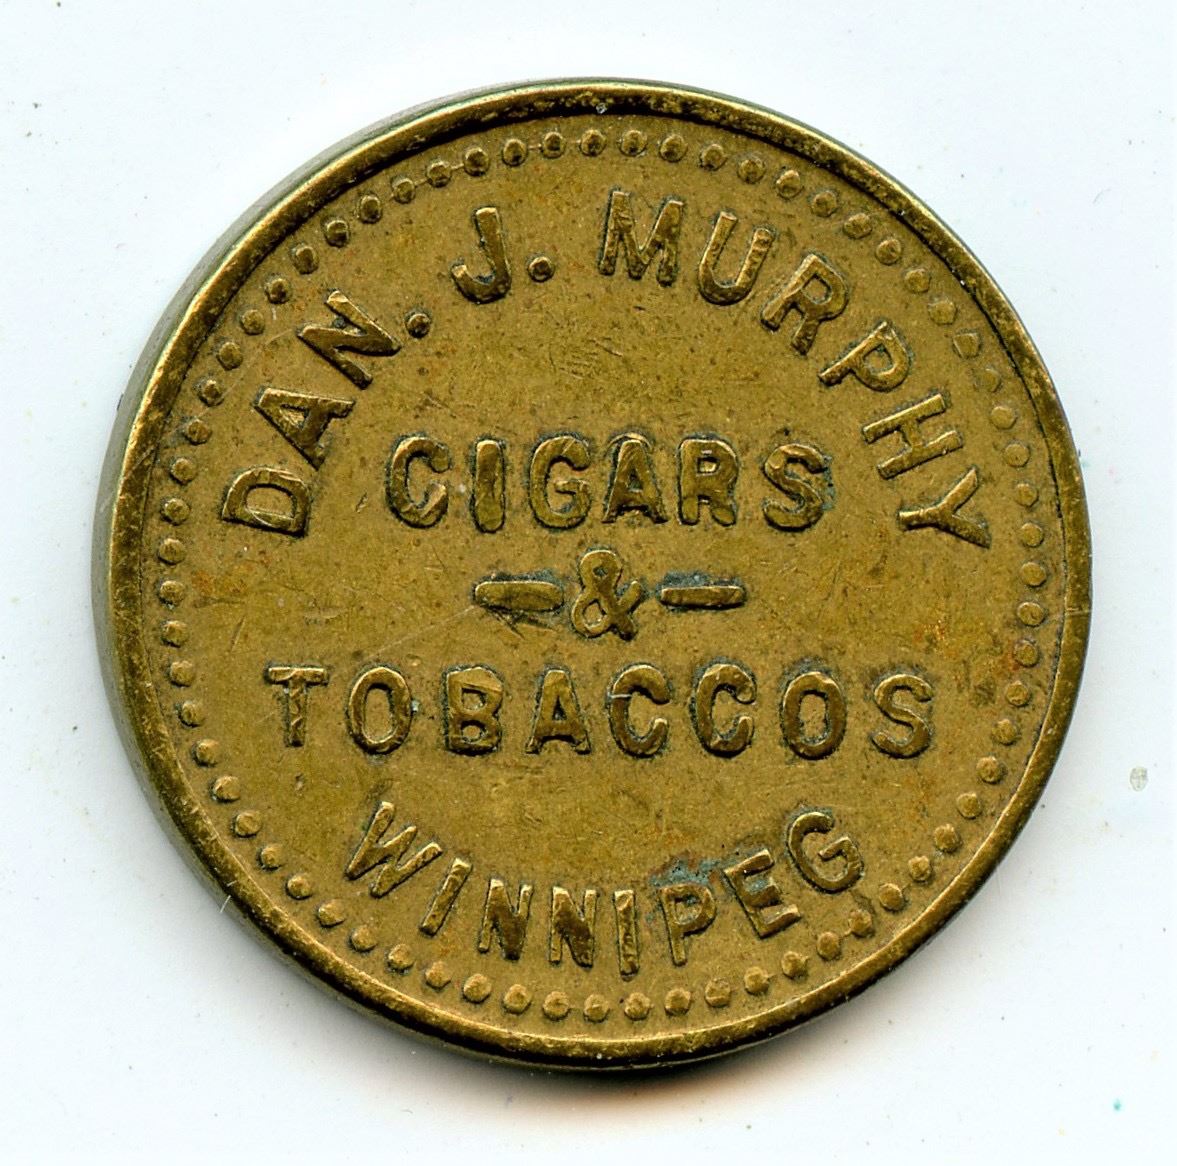 DAN. J. MURPHY
CIGARS
-&-
TOBACCOS
WINNIPEG